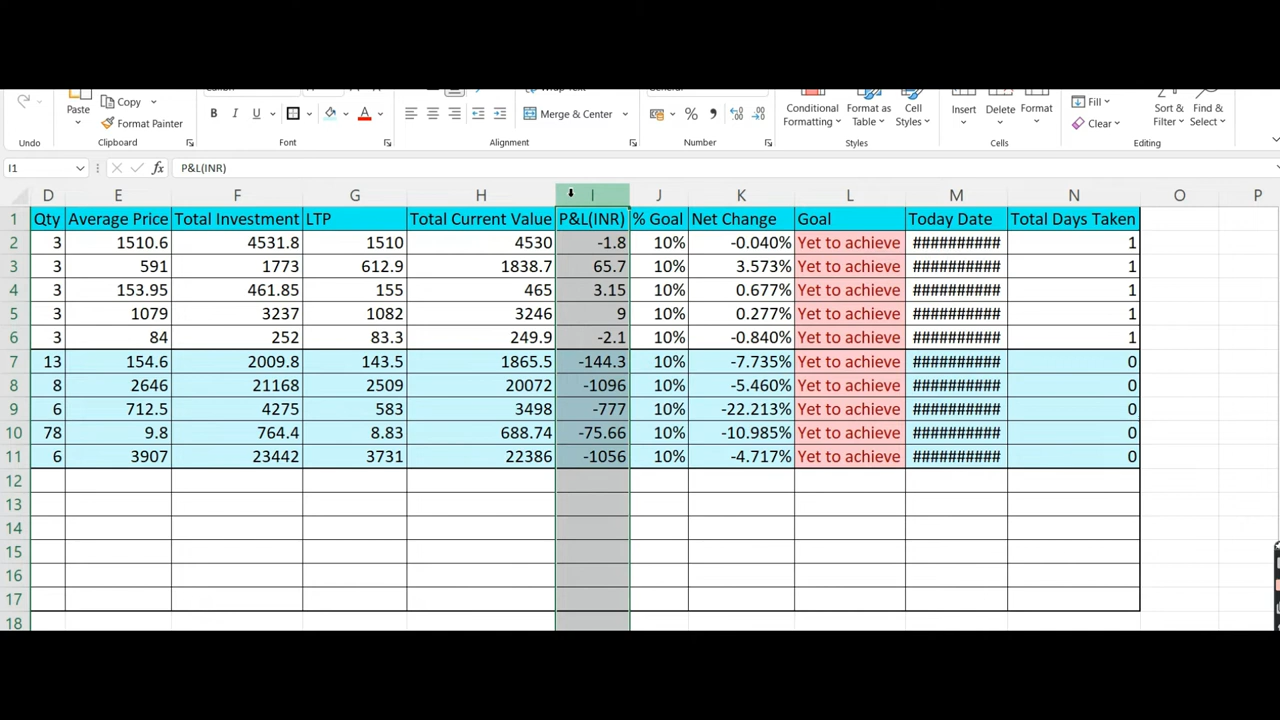 Paste Copy
Format Painter
B I U A
Merge & Center
% 
Conditional Formatting Format as Table Cell Styles
Insert Delete Format
Fill
Clear
Sort & Filter Find & Select
Undo Clipboard Font Alignment Number Styles Cells Editing
I1 fx P&L(INR)
D E F G H I J K L M N O P
1 Qty Average Price Total Investment LTP Total Current Value P&L(INR) % Goal Net Change Goal Today Date Total Days Taken
2 3 1510.6 4531.8 1510 4530 -1.8 10% -0.040% Yet to achieve ########## 1
3 3 591 1773 612.9 1838.7 65.7 10% 3.573% Yet to achieve ########## 1
4 3 153.95 461.85 155 465 3.15 10% 0.677% Yet to achieve ########## 1
5 3 1079 3237 1082 3246 9 10% 0.277% Yet to achieve ########## 1
6 3 84 252 83.3 249.9 -2.1 10% -0.840% Yet to achieve ########## 1
7 13 154.6 2009.8 143.5 1865.5 -144.3 10% -7.735% Yet to achieve ########## 0
8 8 2646 21168 2509 20072 -1096 10% -5.460% Yet to achieve ########## 0
9 6 712.5 4275 583 3498 -777 10% -22.213% Yet to achieve ########## 0
10 78 9.8 764.4 8.83 688.74 -75.66 10% -10.985% Yet to achieve ########## 0
11 6 3907 23442 3731 22386 -1056 10% -4.717% Yet to achieve ########## 0
12
13
14
15
16
17
18